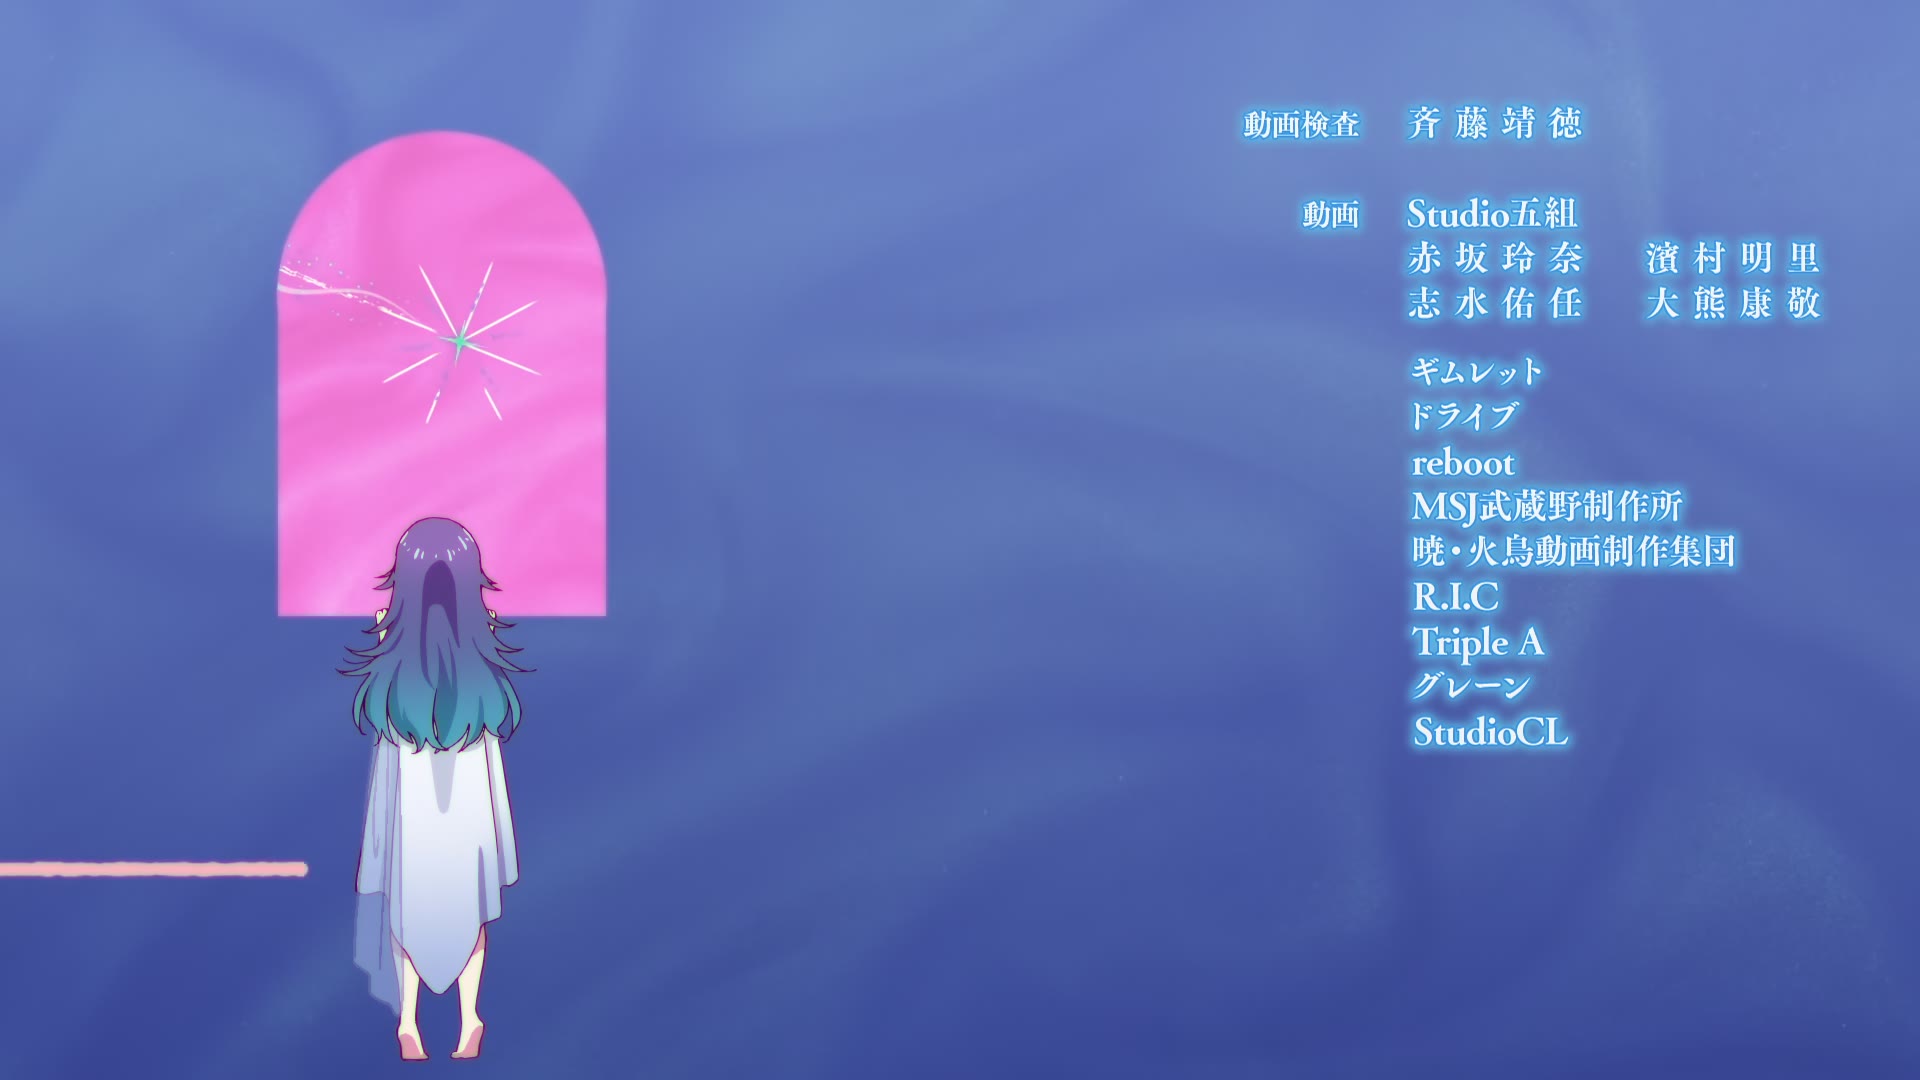 動画検査 斉藤靖徳
動画 Studio五組
赤坂玲奈 濱村明里
志水佑任 大熊康敬
ギムレット
ドライブ
reboot
MSJ武蔵野制作所
暁・火鳥動画制作集団
R.I.C
Triple A
グレーン
StudioCL